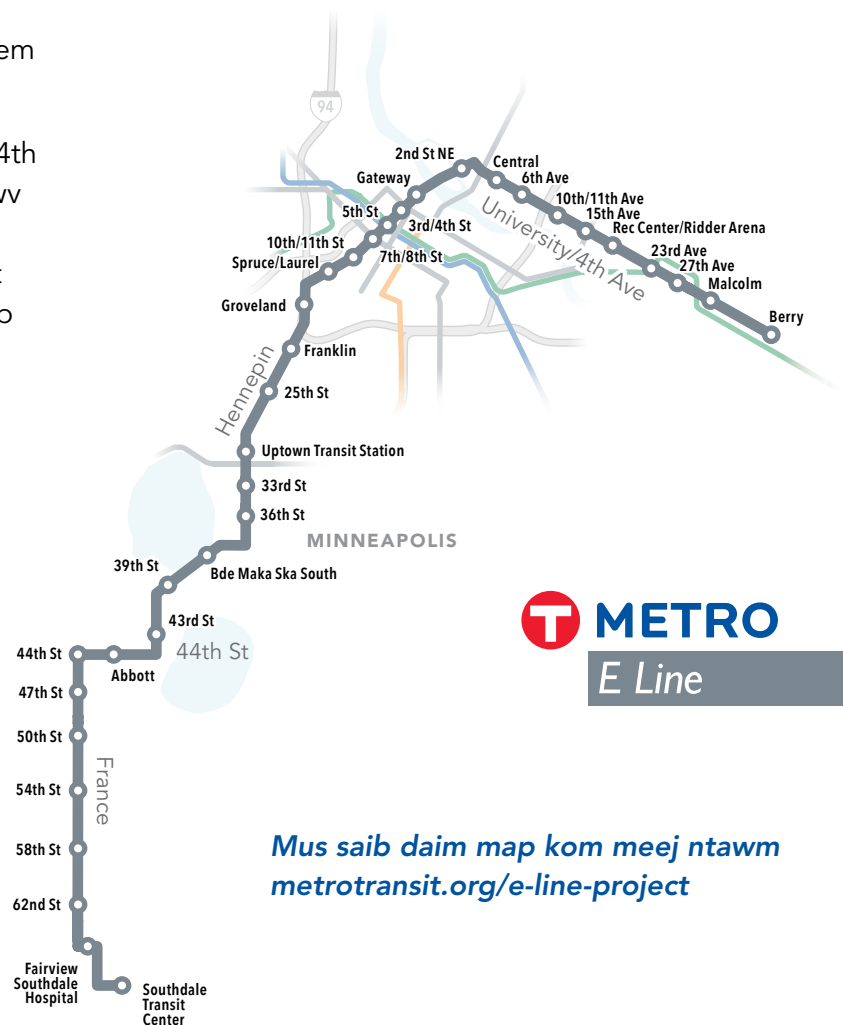 em
4th
94
2nd St NE
Central
6th Ave
Gateway
10th/11th Ave
15th Ave
5th St
3rd/4th St
Rec Center/Ridder Arena
10th/11th St
7th/8th St
23rd Ave
27th Ave
Spruce/Laurel
University/4th Ave
Malcolm
Groveland
Berry
Franklin
Hennepin
25th St
Uptown Transit Station
33rd St
36th St
MINNEAPOLIS
39th St
Bde Maka Ska South
43rd St
44th St
44th St
Abbott
47th St
T METRO
E Line
50th St
France
54th St
58th St
Mus saib daim map kom meej ntawm
metrotransit.org/e-line-project
62nd St
Fairview
Southdale
Hospital
Southdale
Transit
Center